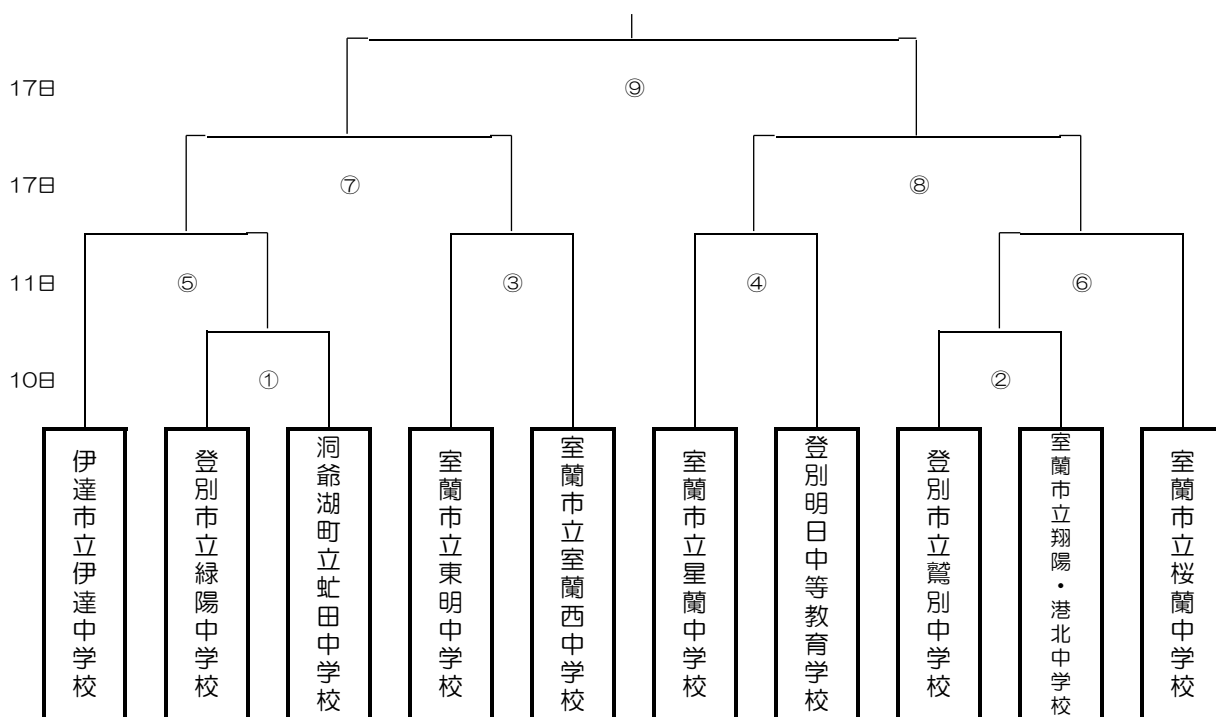 17日
⑨
17日
⑦
⑧
11日
⑤
③
④
⑥
10日
①
②
伊達市立伊達中学校
登別市立緑陽中学校
洞爺湖町立虻田中学校
室蘭市立東明中学校
室蘭市立室蘭西中学校
室蘭市立星蘭中学校
登別明日中等教育学校
登別市立鷲別中学校
室蘭市立翔陽・港北中学校
室蘭市立桜蘭中学校